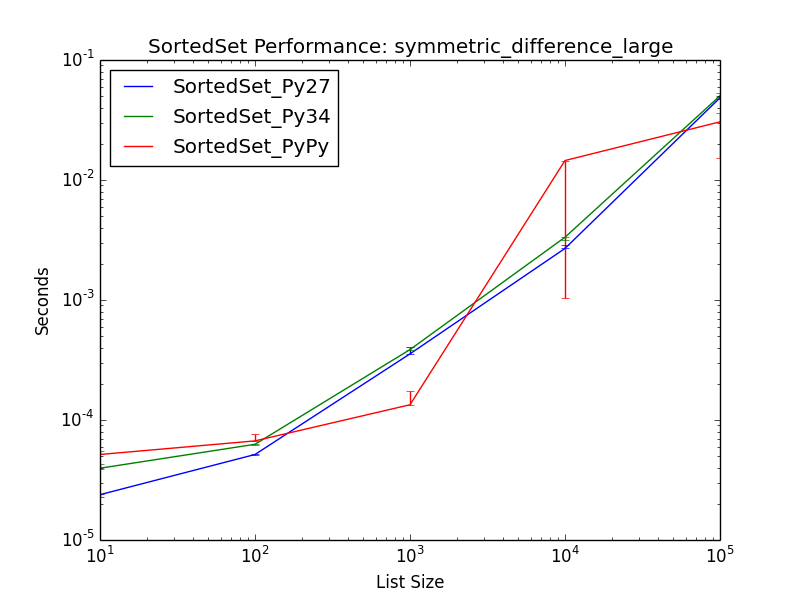 SortedSet Performance: symmetric_difference_large
10^-1
SortedSet_Py27
SortedSet_Py34
SortedSet_PyPy
10^-2
Seconds
10^-3
10^-4
10^-5
10^1 10^2 10^3 10^4 10^5
List Size